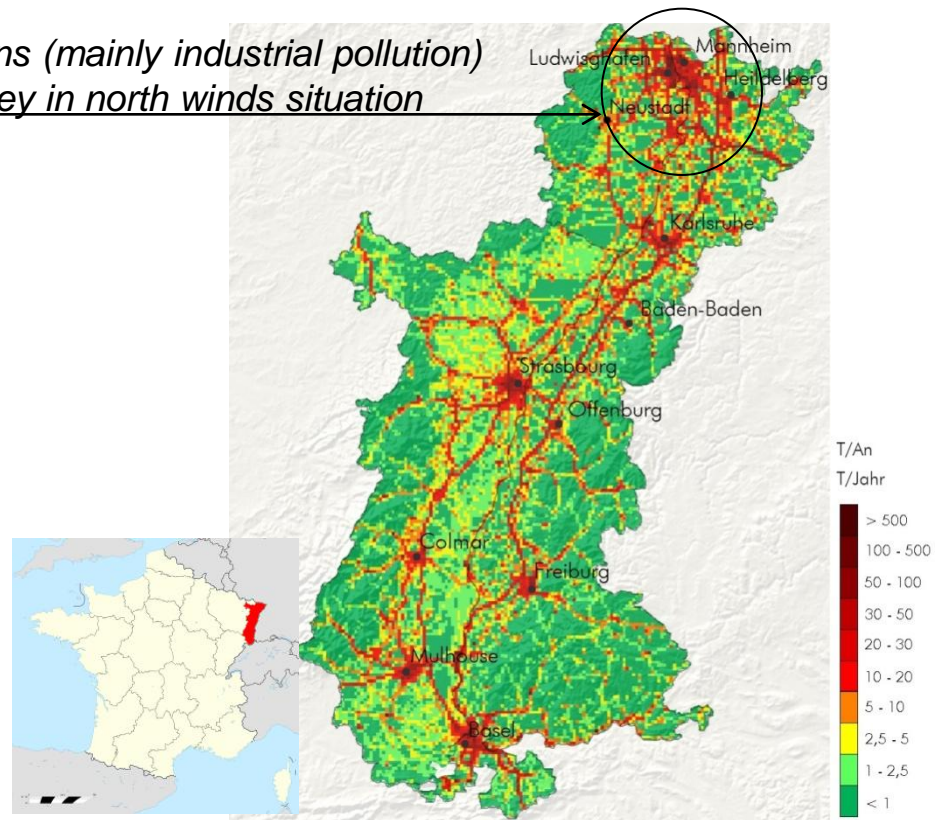 ns (mainly industrial pollution)
ey in north winds situation
Mannheim
Ludwisghafen
Heildelberg
Neustadt
Karlsruhe
Baden-Baden
Strasbourg
Offenburg
Colmar
Freiburg
Mulhouse
Basel
T/An
T/Jahr
> 500
100 - 500
50 - 100
30 - 50
20 - 30
10 - 20
5 - 10
2,5 - 5
1 - 2,5
< 1